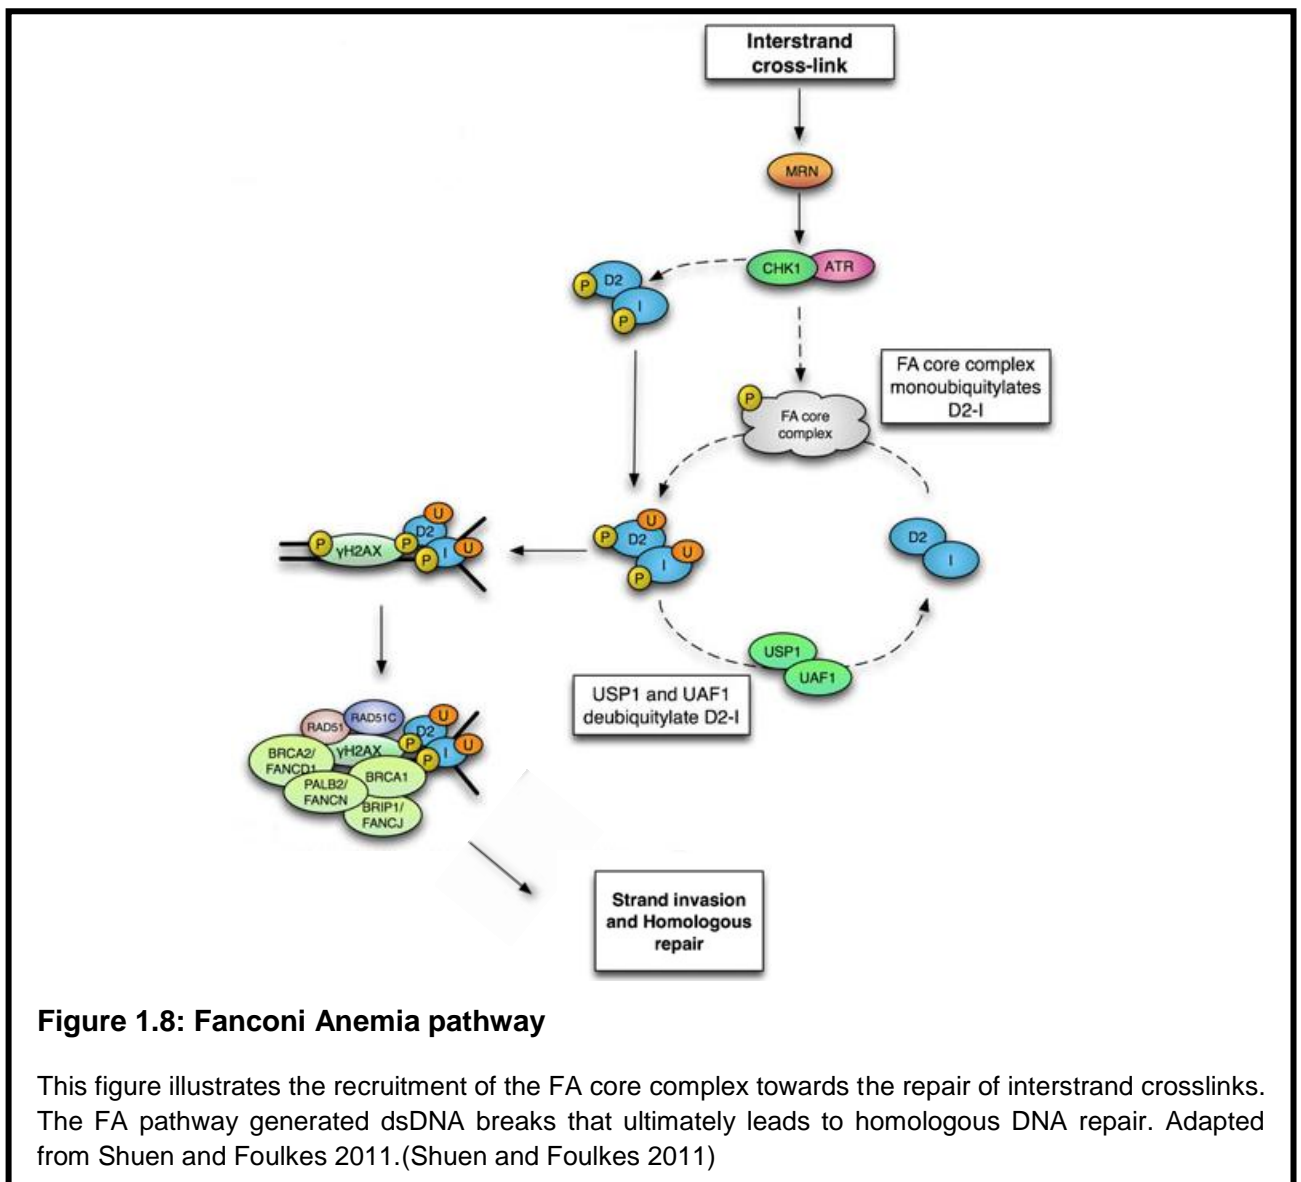 Interstrand
cross-link
MRN
CHK1
ATR
D2
P
I
P
FA core complex
monoubiquitylates
D2-I
P
FA core
complex
U
D2
P
U
I
P
D2
I
U
D2
P
γH2AX
P
I
U
P
USP1
UAF1
USP1 and UAF1
deubiquitylate D2-I
RAD51
RAD51C
U
D2
BRCA2/
FANCD1
γH2AX
P
I
U
P
PALB2/
FANCN
BRCA1
BRIP1/
FANCJ
Strand invasion
and Homologous
repair
Figure 1.8: Fanconi Anemia pathway
This figure illustrates the recruitment of the FA core complex towards the repair of interstrand crosslinks.
The FA pathway generated dsDNA breaks that ultimately leads to homologous DNA repair. Adapted
from Shuen and Foulkes 2011.(Shuen and Foulkes 2011)